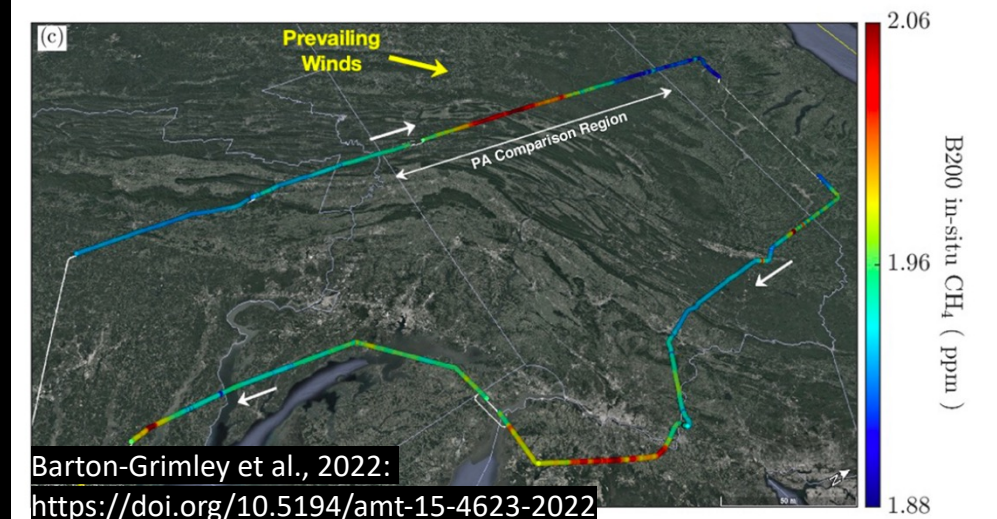 (c)
Prevailing
Winds
PA Comparison Region
2.06
1.96
1.88
B200 in-situ CH₄ ( ppm )
Barton-Grimley et al., 2022:
https://doi.org/10.5194/amt-15-4623-2022
N